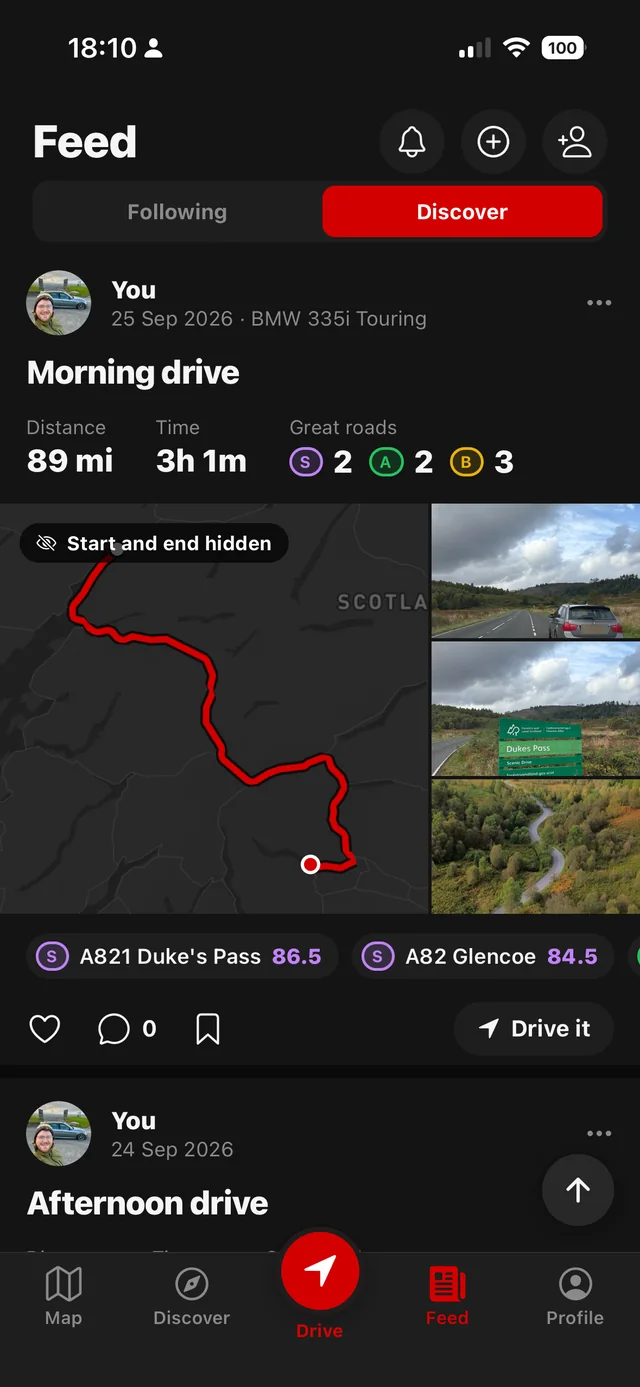 18:10
100
Feed
Following
Discover
You
25 Sep 2026 · BMW 335i Touring
Morning drive
Distance
Time
Great roads
89 mi
3h 1m
S 2 A 2 B 3
Start and end hidden
SCOTLA
Dukes Pass
Scenic Drive
S A821 Duke's Pass 86.5
S A82 Glencoe 84.5
0
Drive it
You
24 Sep 2026
Afternoon drive
Map
Discover
Drive
Feed
Profile